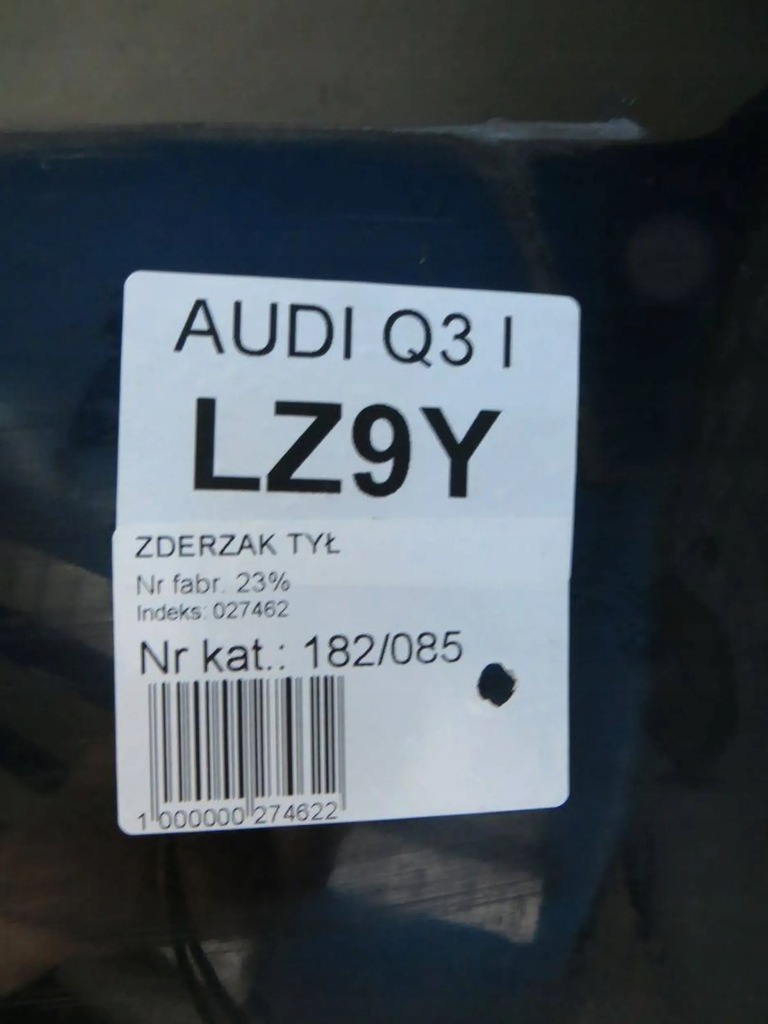 AUDI Q3 I
LZ9Y
ZDERZAK TYŁ
Nr fabr. 23%
Indeks: 027462
Nr kat.: 182/085
1 000000 274622